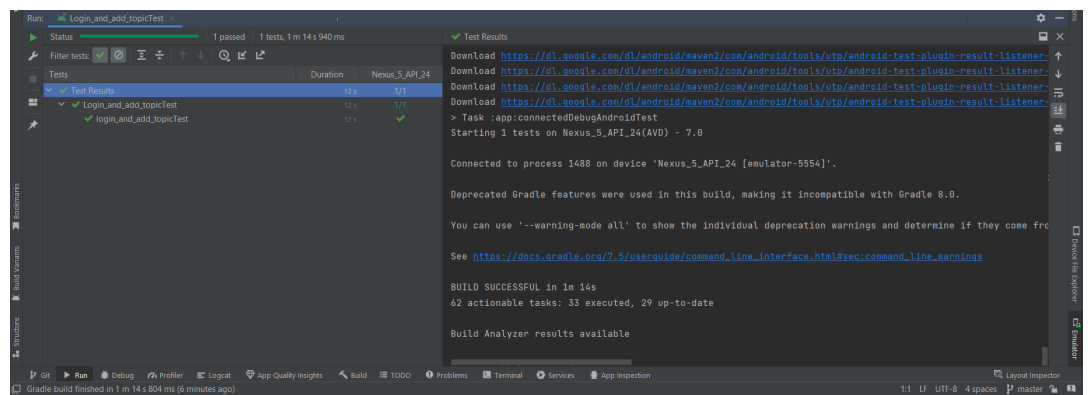 Run: Login_and_add_topicTest ×
Status 1 passed 1 tests, 1 m 14 s 940 ms
Filter tests:
Tests Duration Nexus_5_API_24
Test Results 12 s 1/1
Login_and_add_topicTest 12 s 1/1
login_and_add_topicTest 12 s
Test Results
Download https://dl.google.com/dl/android/maven2/com/android/tools/utp/android-test-plugin-result-listener-
Download https://dl.google.com/dl/android/maven2/com/android/tools/utp/android-test-plugin-result-listener-
Download https://dl.google.com/dl/android/maven2/com/android/tools/utp/android-test-plugin-result-listener-
Download https://dl.google.com/dl/android/maven2/com/android/tools/utp/android-test-plugin-result-listener-
> Task :app:connectedDebugAndroidTest
Starting 1 tests on Nexus_5_API_24(AVD) - 7.0
Connected to process 1488 on device 'Nexus_5_API_24 [emulator-5554]'.
Deprecated Gradle features were used in this build, making it incompatible with Gradle 8.0.
You can use '--warning-mode all' to show the individual deprecation warnings and determine if they come fro
See https://docs.gradle.org/7.5/userguide/command_line_interface.html#sec:command_line_warnings
BUILD SUCCESSFUL in 1m 14s
62 actionable tasks: 33 executed, 29 up-to-date
Build Analyzer results available
Bookmarks
Build Variants
Structure
Device File Explorer
Emulator
Git Run Debug Profiler Logcat App Quality Insights Build TODO Problems Terminal Services App Inspection Layout Inspector
Gradle build finished in 1 m 14 s 804 ms (6 minutes ago) 1:1 LF UTF-8 4 spaces master